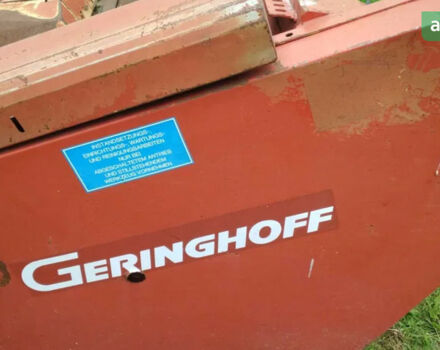 INSTANDSETZUNGS-
EINRICHTUNGS-, WARTUNGS-
UND REINIGUNGSARBEITEN
NUR BEI
ABGESCHALTETEM ANTRIEB
UND STILLSTEHENDEM
WERKZEUG VORNEHMEN
GERINGHOFF